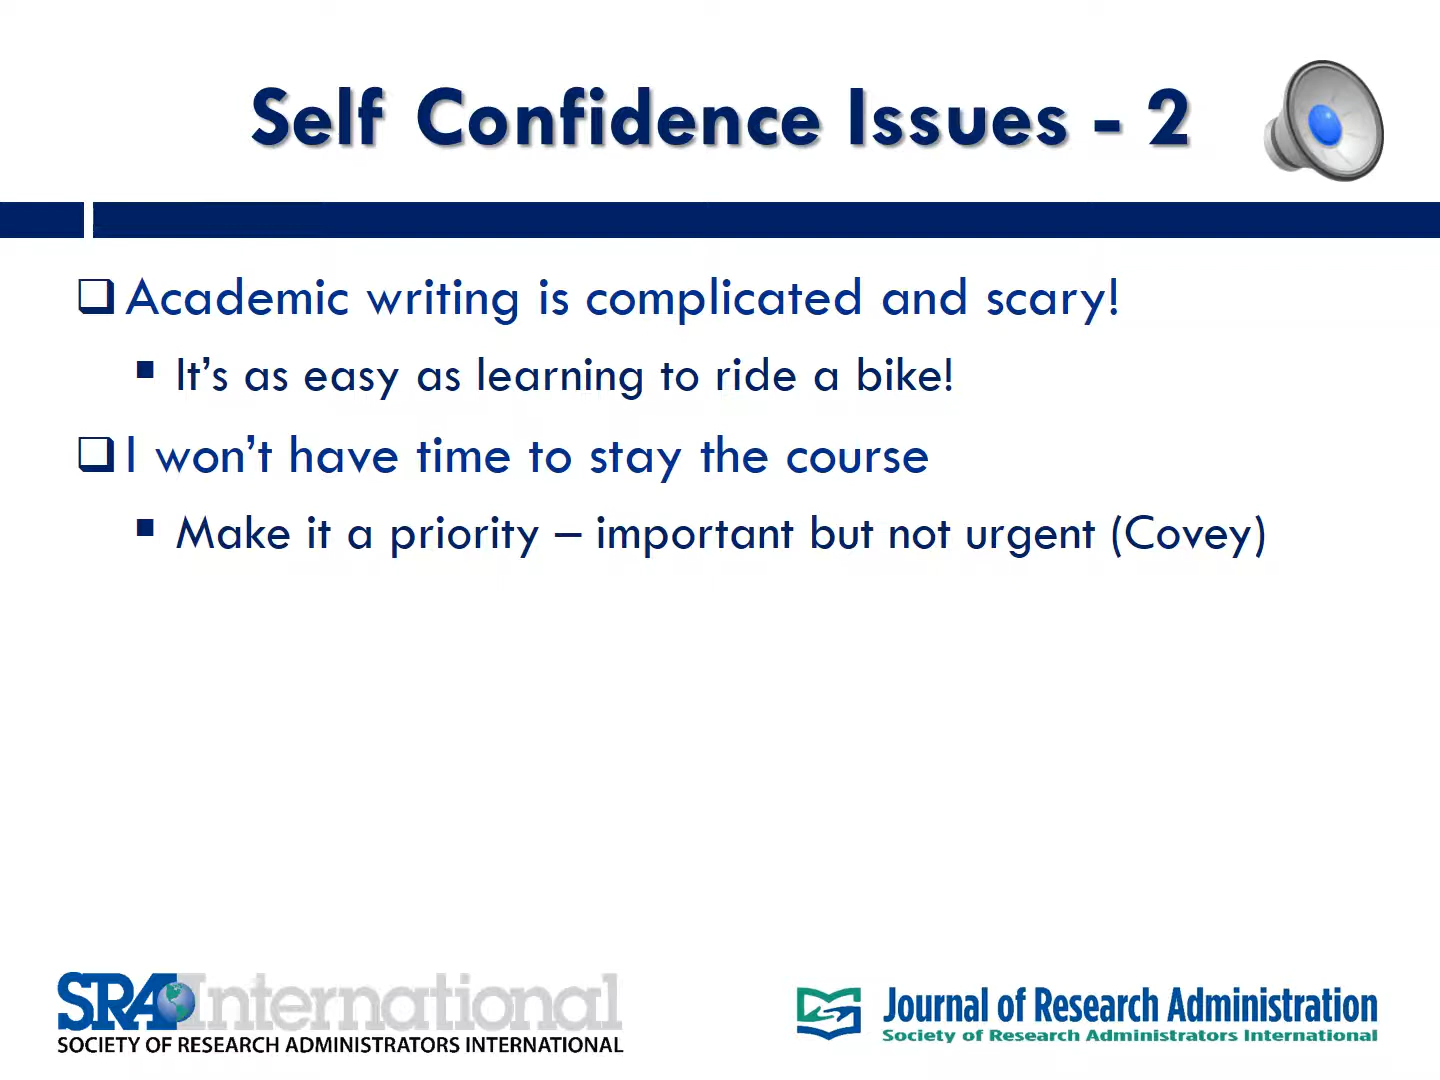 Self Confidence Issues - 2
Academic writing is complicated and scary!
It’s as easy as learning to ride a bike!
I won’t have time to stay the course
Make it a priority – important but not urgent (Covey)
SRA International
SOCIETY OF RESEARCH ADMINISTRATORS INTERNATIONAL
Journal of Research Administration
Society of Research Administrators International